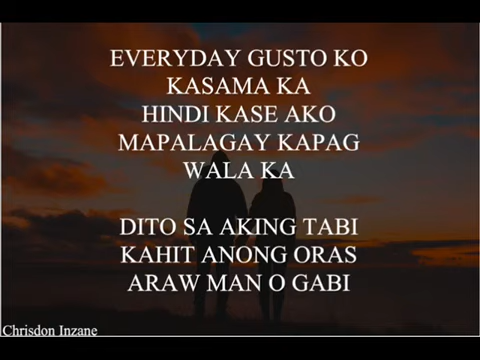 EVERYDAY GUSTO KO
KASAMA KA
HINDI KASE AKO
MAPALAGAY KAPAG
WALA KA
DITO SA AKING TABI
KAHIT ANONG ORAS
ARAW MAN O GABI
Chrisdon Inzane